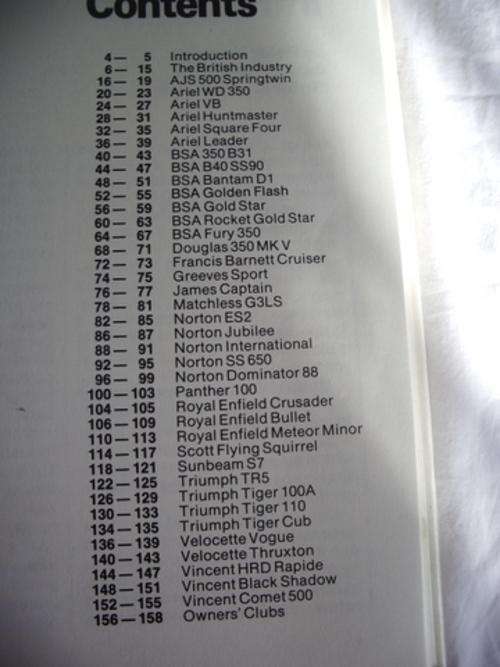 Contents
4— 5 Introduction
6— 15 The British Industry
16— 19 AJS 500 Springtwin
20— 23 Ariel WD 350
24— 27 Ariel VB
28— 31 Ariel Huntmaster
32— 35 Ariel Square Four
36— 39 Ariel Leader
40— 43 BSA 350 B31
44— 47 BSA B40 SS90
48— 51 BSA Bantam D1
52— 55 BSA Golden Flash
56— 59 BSA Gold Star
60— 63 BSA Rocket Gold Star
64— 67 BSA Fury 350
68— 71 Douglas 350 MK V
72— 73 Francis Barnett Cruiser
74— 75 Greeves Sport
76— 77 James Captain
78— 81 Matchless G3LS
82— 85 Norton ES2
86— 87 Norton Jubilee
88— 91 Norton International
92— 95 Norton SS 650
96— 99 Norton Dominator 88
100—103 Panther 100
104—105 Royal Enfield Crusader
106—109 Royal Enfield Bullet
110—113 Royal Enfield Meteor Minor
114—117 Scott Flying Squirrel
118—121 Sunbeam S7
122—125 Triumph TR5
126—129 Triumph Tiger 100A
130—133 Triumph Tiger 110
134—135 Triumph Tiger Cub
136—139 Velocette Vogue
140—143 Velocette Thruxton
144—147 Vincent HRD Rapide
148—151 Vincent Black Shadow
152—155 Vincent Comet 500
156—158 Owners' Clubs